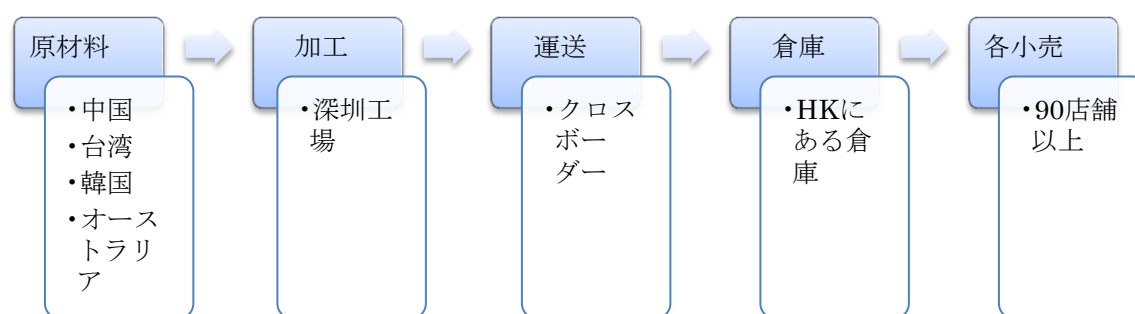 原材料
・中国
・台湾
・韓国
・オース
トラリ
ア
加工
・深圳工
場
運送
・クロス
ボー
ダー
倉庫
・HKに
ある倉
庫
各小売
・90店舗
以上